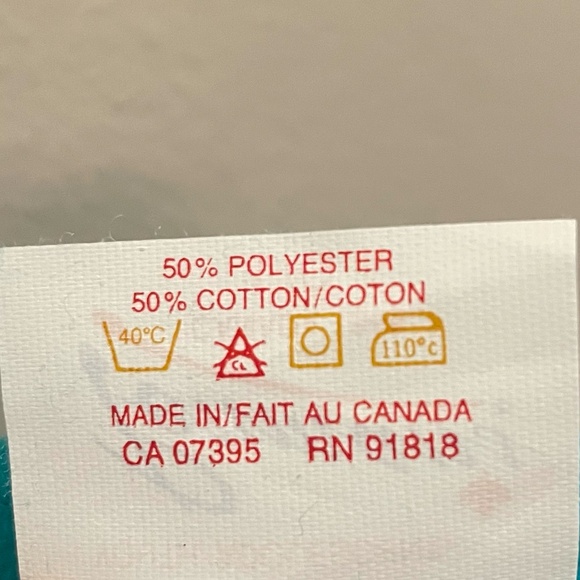 50% POLYESTER
50% COTTON/COTON
40°C CL 110°c
MADE IN/FAIT AU CANADA
CA 07395 RN 91818